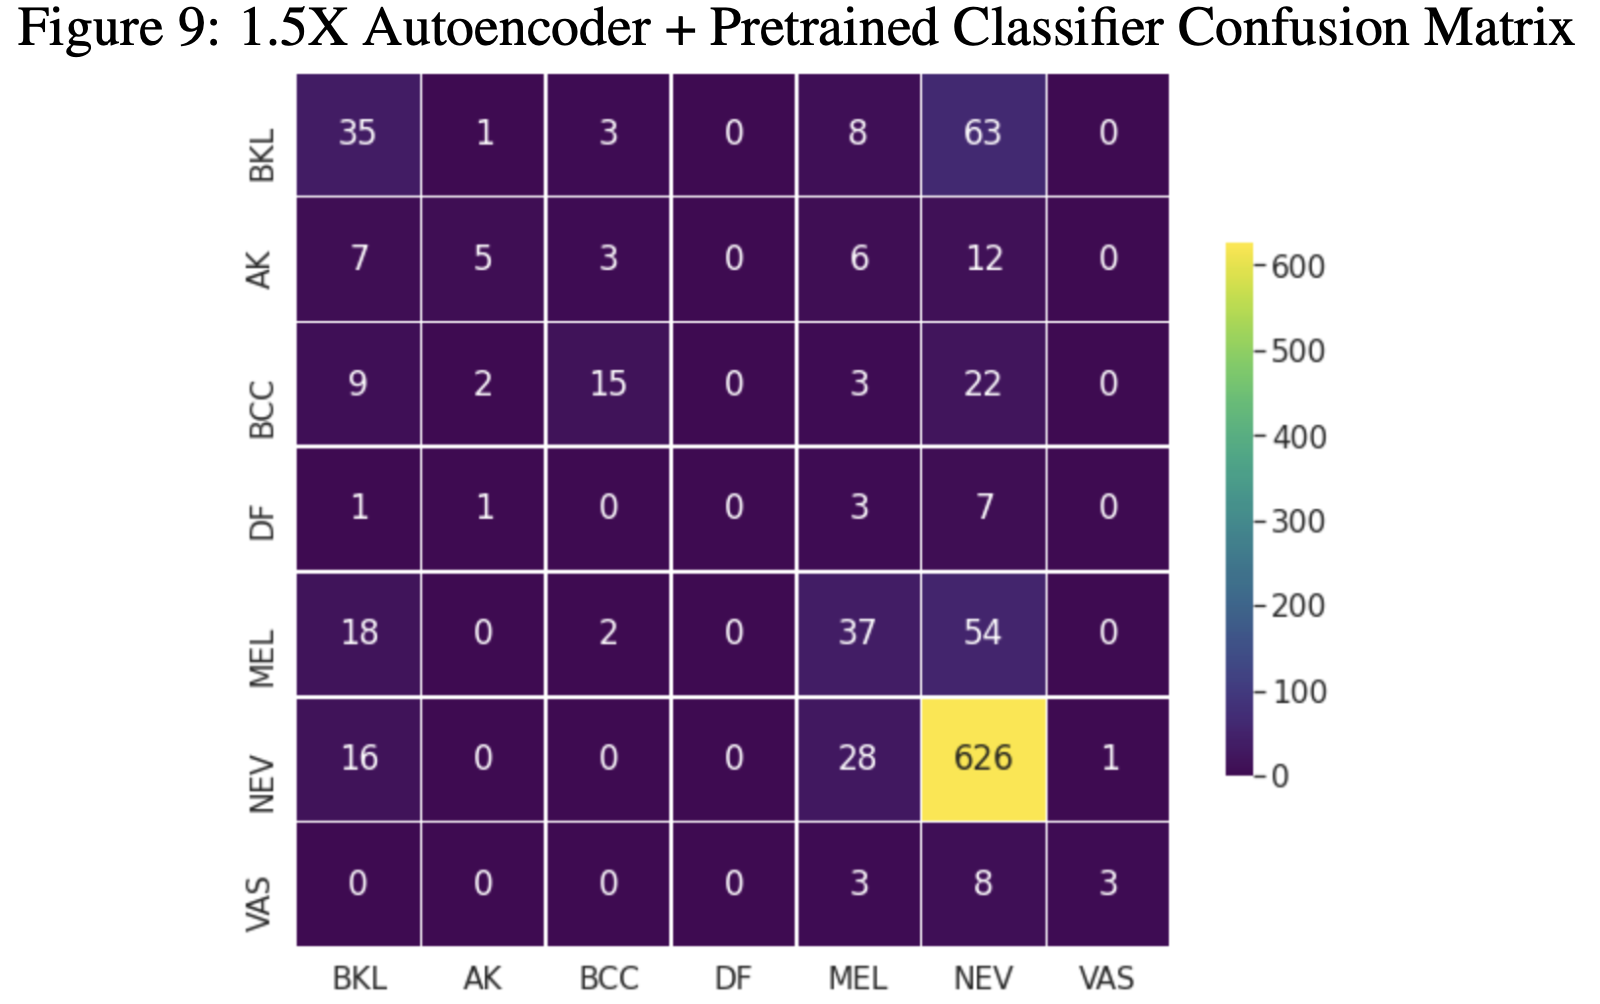 Figure 9: 1.5X Autoencoder + Pretrained Classifier Confusion Matrix
BKL 35 1 3 0 8 63 0
AK 7 5 3 0 6 12 0
BCC 9 2 15 0 3 22 0
DF 1 1 0 0 3 7 0
MEL 18 0 2 0 37 54 0
NEV 16 0 0 0 28 626 1
VAS 0 0 0 0 3 8 3
BKL AK BCC DF MEL NEV VAS
600
500
400
300
200
100
0